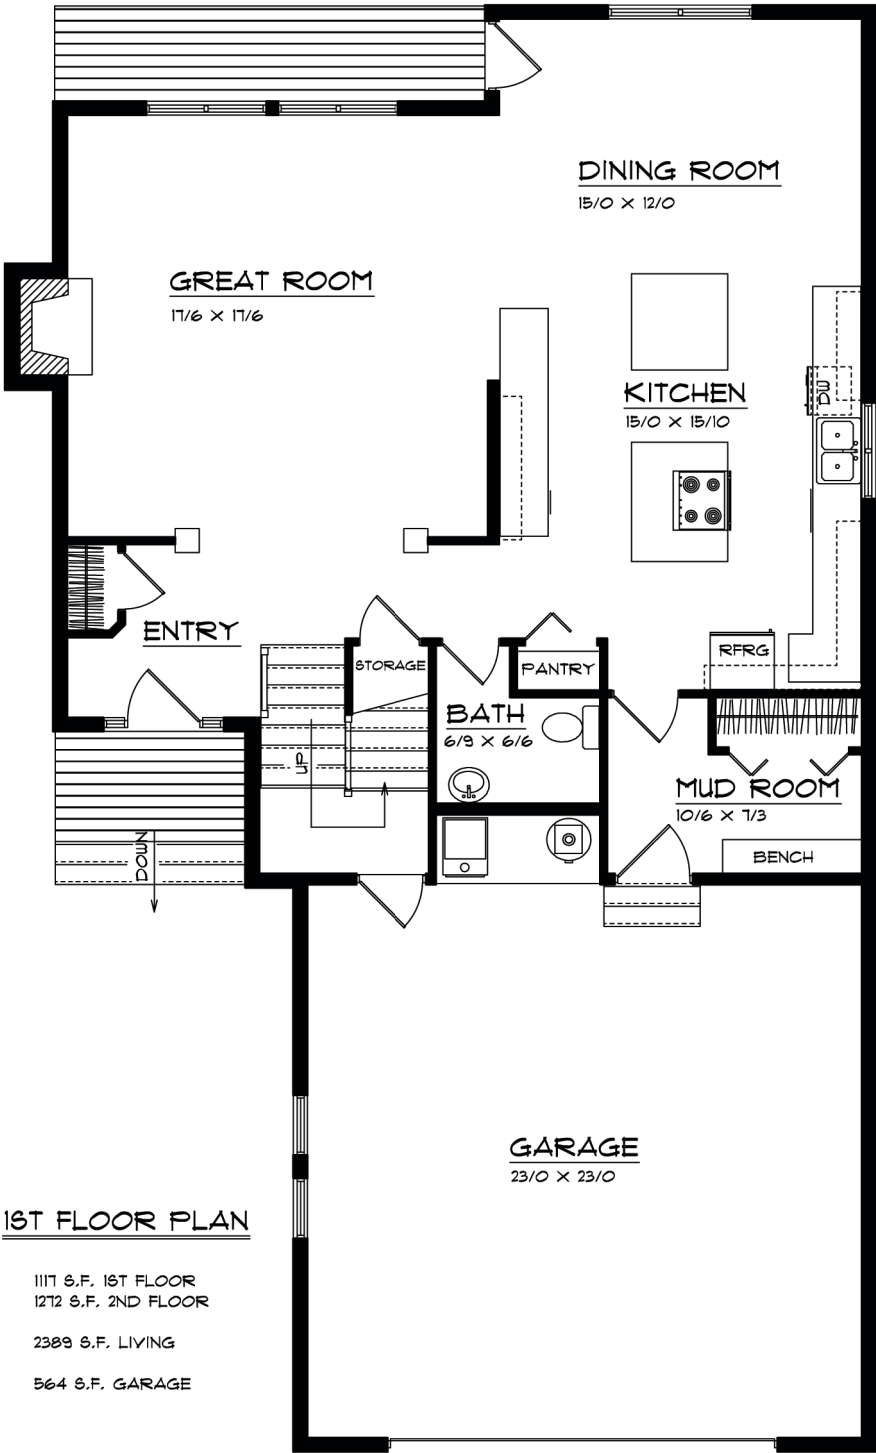 DINING ROOM
15/0 X 12/0
GREAT ROOM
17/6 X 17/6
DW
KITCHEN
15/0 X 15/10
ENTRY
STORAGE
PANTRY
RFRG
BATH
6/9 X 6/6
UP
MUD ROOM
10/6 X 7/3
DOWN
BENCH
GARAGE
23/0 X 23/0
1ST FLOOR PLAN
1117 S.F. 1ST FLOOR
1272 S.F. 2ND FLOOR
2389 S.F. LIVING
564 S.F. GARAGE